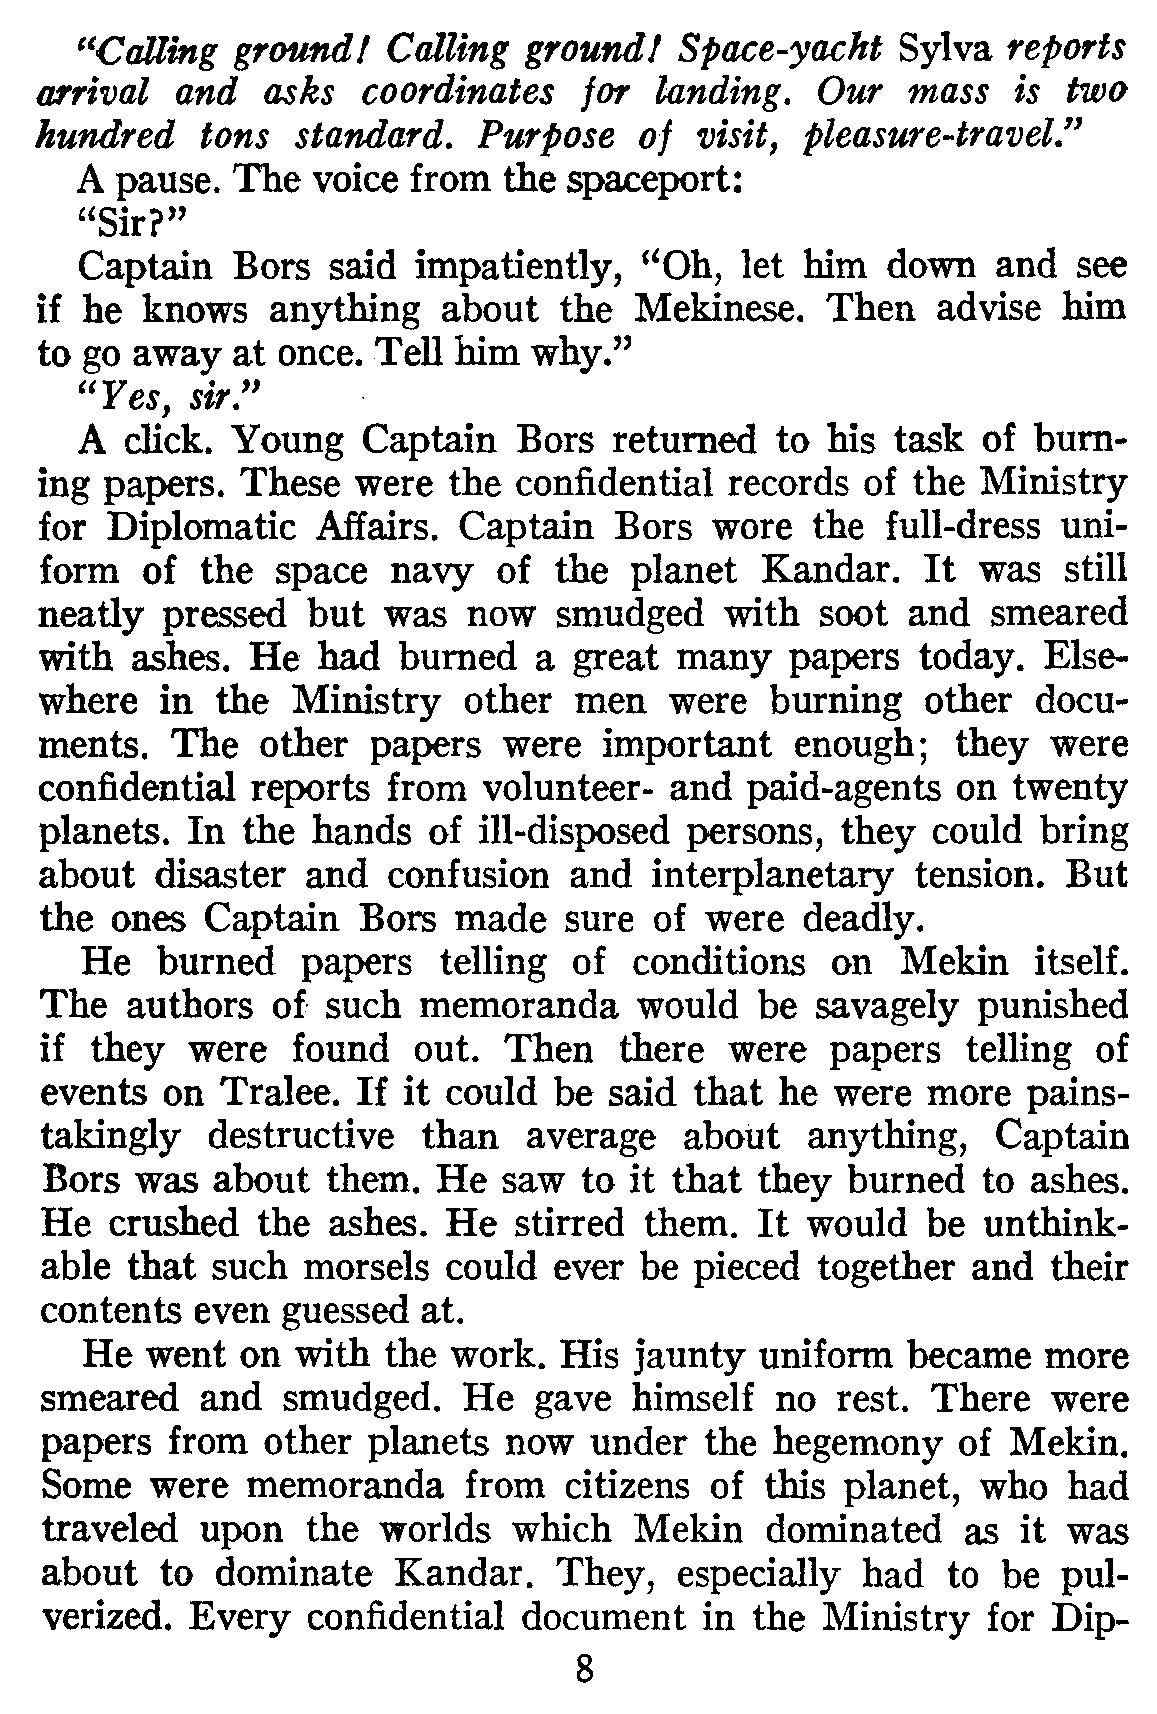 “Calling ground! Calling ground! Space-yacht Sylva reports
arrival and asks coordinates for landing. Our mass is two
hundred tons standard. Purpose of visit, pleasure-travel.”
A pause. The voice from the spaceport:
“Sir?”
Captain Bors said impatiently, “Oh, let him down and see
if he knows anything about the Mekinese. Then advise him
to go away at once. Tell him why.”
“Yes, sir.”
A click. Young Captain Bors returned to his task of burn-
ing papers. These were the confidential records of the Ministry
for Diplomatic Affairs. Captain Bors wore the full-dress uni-
form of the space navy of the planet Kandar. It was still
neatly pressed but was now smudged with soot and smeared
with ashes. He had burned a great many papers today. Else-
where in the Ministry other men were burning other docu-
ments. The other papers were important enough; they were
confidential reports from volunteer- and paid-agents on twenty
planets. In the hands of ill-disposed persons, they could bring
about disaster and confusion and interplanetary tension. But
the ones Captain Bors made sure of were deadly.
He burned papers telling of conditions on Mekin itself.
The authors of such memoranda would be savagely punished
if they were found out. Then there were papers telling of
events on Tralee. If it could be said that he were more pains-
takingly destructive than average about anything, Captain
Bors was about them. He saw to it that they burned to ashes.
He crushed the ashes. He stirred them. It would be unthink-
able that such morsels could ever be pieced together and their
contents even guessed at.
He went on with the work. His jaunty uniform became more
smeared and smudged. He gave himself no rest. There were
papers from other planets now under the hegemony of Mekin.
Some were memoranda from citizens of this planet, who had
traveled upon the worlds which Mekin dominated as it was
about to dominate Kandar. They, especially had to be pul-
verized. Every confidential document in the Ministry for Dip-
8